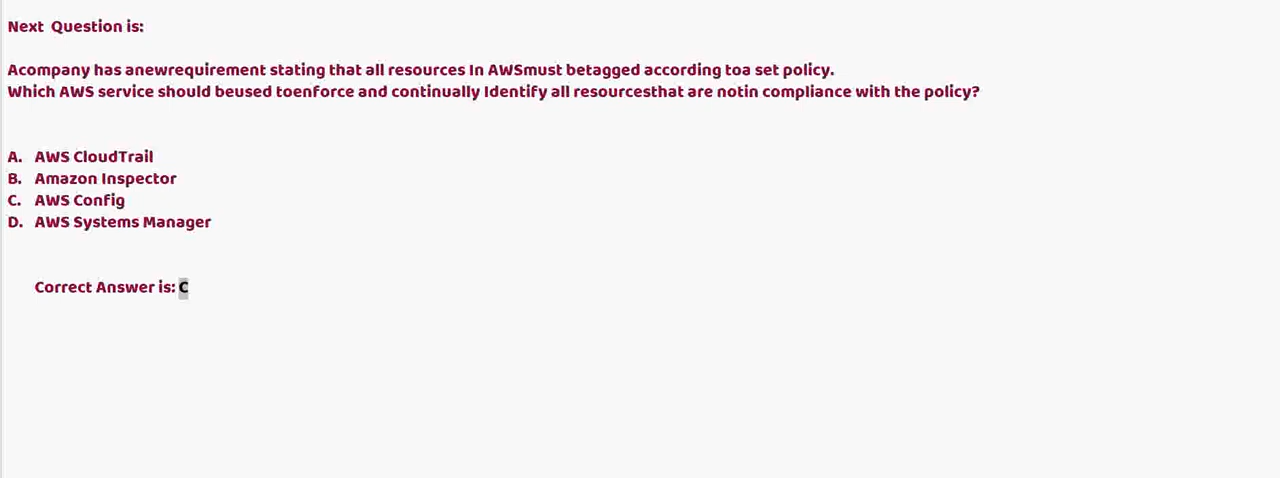 Next Question is:
Acompany has anewrequirement stating that all resources In AWSmust betagged according toa set policy.
Which AWS service should beused toenforce and continually Identify all resourcesthat are notin compliance with the policy?
A. AWS CloudTrail
B. Amazon Inspector
C. AWS Config
D. AWS Systems Manager
Correct Answer is: C